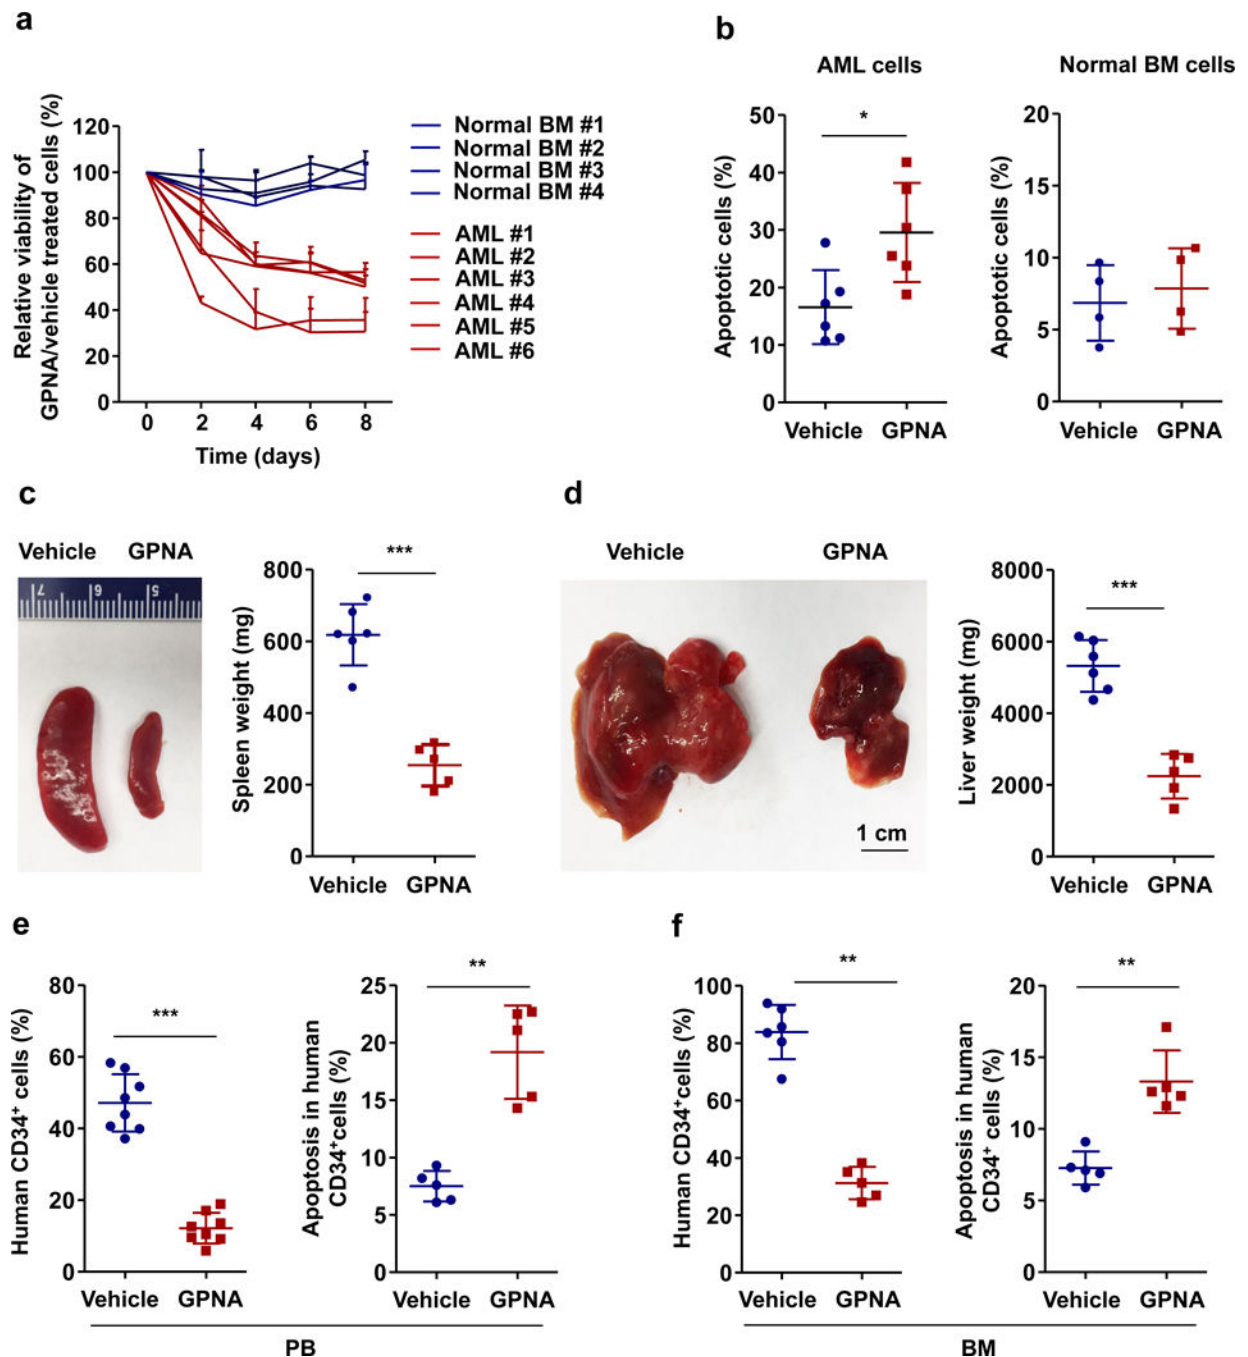 a
Relative viability of
GPNA/vehicle treated cells (%)
120
100
80
60
40
20
0
0 2 4 6 8
Time (days)
Normal BM #1
Normal BM #2
Normal BM #3
Normal BM #4
AML #1
AML #2
AML #3
AML #4
AML #5
AML #6
b
AML cells
Apoptotic cells (%)
50
40
30
20
10
0
*
Vehicle GPNA
Normal BM cells
Apoptotic cells (%)
20
15
10
5
0
Vehicle GPNA
c
Vehicle GPNA
7 6 5
Spleen weight (mg)
800
600
400
200
0
***
Vehicle GPNA
d
Vehicle GPNA
1 cm
Liver weight (mg)
8000
6000
4000
2000
0
***
Vehicle GPNA
e
Human CD34⁺ cells (%)
80
60
40
20
0
***
Vehicle GPNA
Apoptosis in human
CD34⁺cells (%)
25
20
15
10
5
0
**
Vehicle GPNA
PB
f
Human CD34⁺cells (%)
100
80
60
40
20
0
**
Vehicle GPNA
Apoptosis in human
CD34⁺ cells (%)
20
15
10
5
0
**
Vehicle GPNA
BM